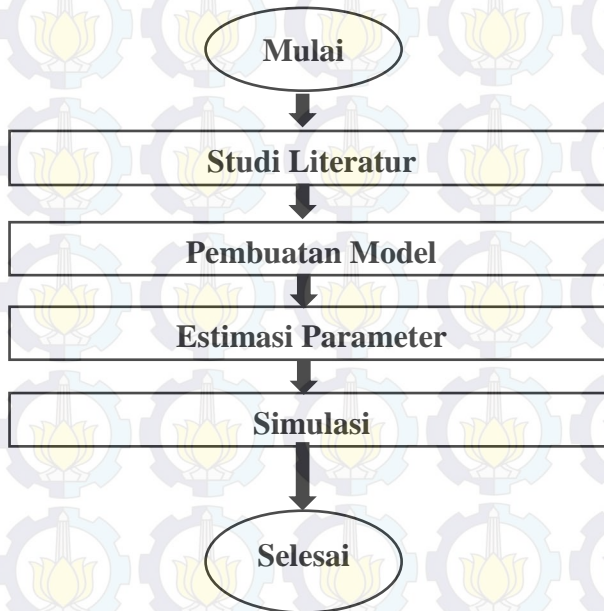 Mulai
Studi Literatur
Pembuatan Model
Estimasi Parameter
Simulasi
Selesai